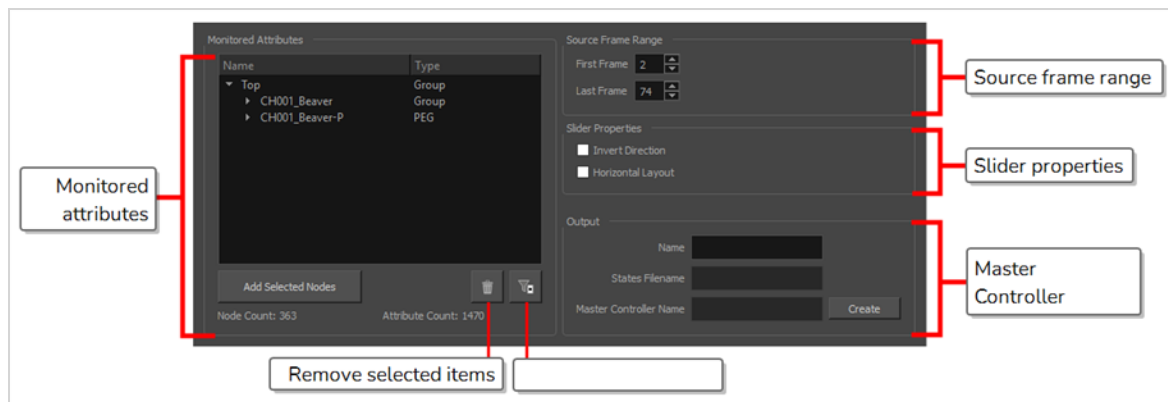 Monitored Attributes
Name Type
Top Group
CH001_Beaver Group
CH001_Beaver-P PEG
Add Selected Nodes
Node Count: 363 Attribute Count: 1470
Source Frame Range
First Frame 2
Last Frame 74
Slider Properties
Invert Direction
Horizontal Layout
Output
Name
States Filename
Master Controller Name Create
Monitored
attributes
Source frame range
Slider properties
Master
Controller
Remove selected items